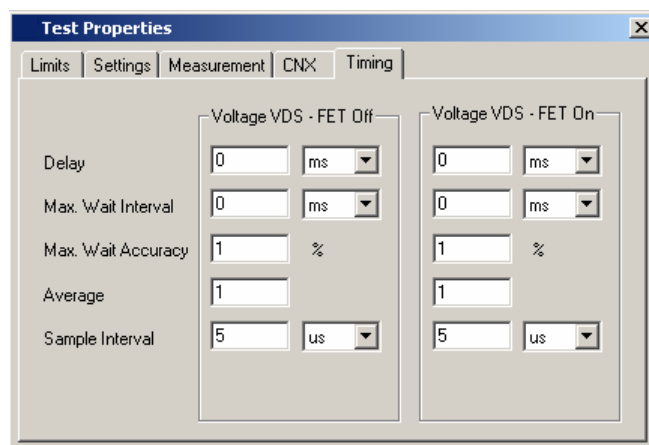 Test Properties
Limits Settings Measurement CNX Timing
Voltage VDS - FET Off Voltage VDS - FET On
Delay 0 ms 0 ms
Max. Wait Interval 0 ms 0 ms
Max. Wait Accuracy 1 % 1 %
Average 1 1
Sample Interval 5 us 5 us